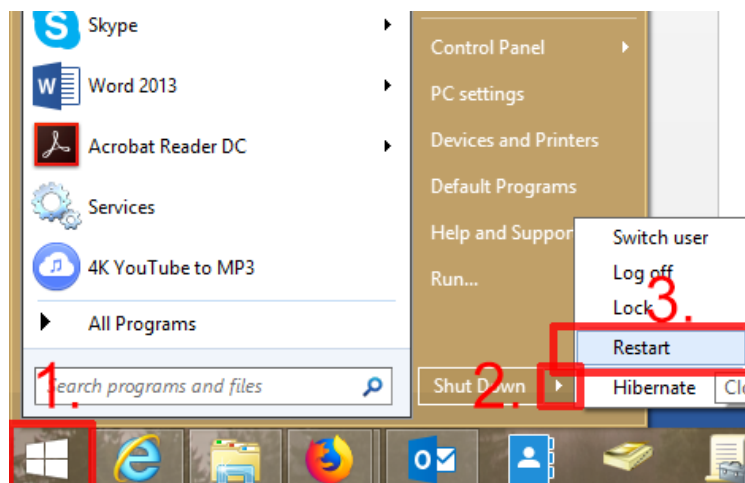 Skype
Word 2013
Acrobat Reader DC
Services
4K YouTube to MP3
All Programs
Search programs and files
1.
Control Panel
PC settings
Devices and Printers
Default Programs
Help and Suppor
Run...
Shut Down
2.
Switch user
Log off
Lock
3.
Restart
Hibernate
Clo